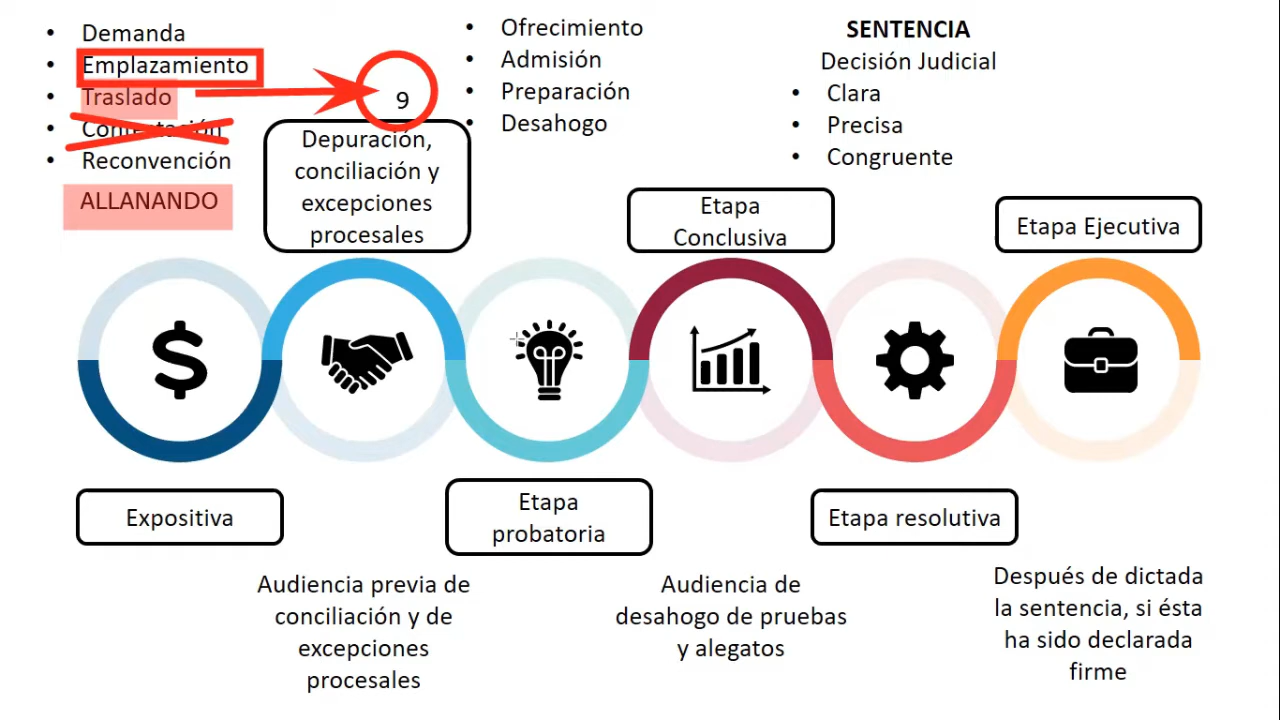 Demanda
Emplazamiento
Traslado
Contestación
Reconvención
ALLANANDO
9
Depuración,
conciliación y
excepciones
procesales
Ofrecimiento
Admisión
Preparación
Desahogo
SENTENCIA
Decisión Judicial
Clara
Precisa
Congruente
Etapa
Conclusiva
Etapa Ejecutiva
Expositiva
Etapa
probatoria
Etapa resolutiva
Audiencia previa de
conciliación y de
excepciones
procesales
Audiencia de
desahogo de pruebas
y alegatos
Después de dictada
la sentencia, si ésta
ha sido declarada
firme